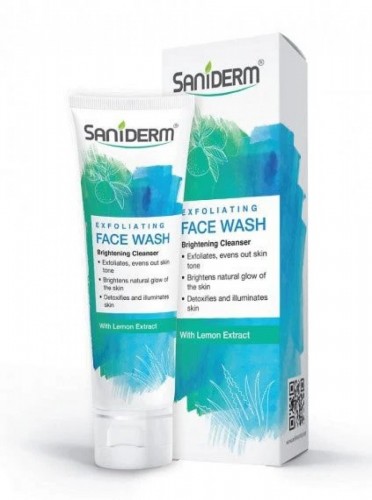 SANiDERM®
EXFOLIATING
FACE WASH
Brightening Cleanser
• Exfoliates, evens out skin
tone
• Brightens natural glow of
the skin
• Detoxifies and illuminates
skin
With Lemon Extract
SANiDERM®
EXFOLIATING
FACE WASH
Brightening Cleanser
• Exfoliates, evens out skin
tone
• Brightens natural glow of
the skin
• Detoxifies and illuminates
skin
With Lemon Extract